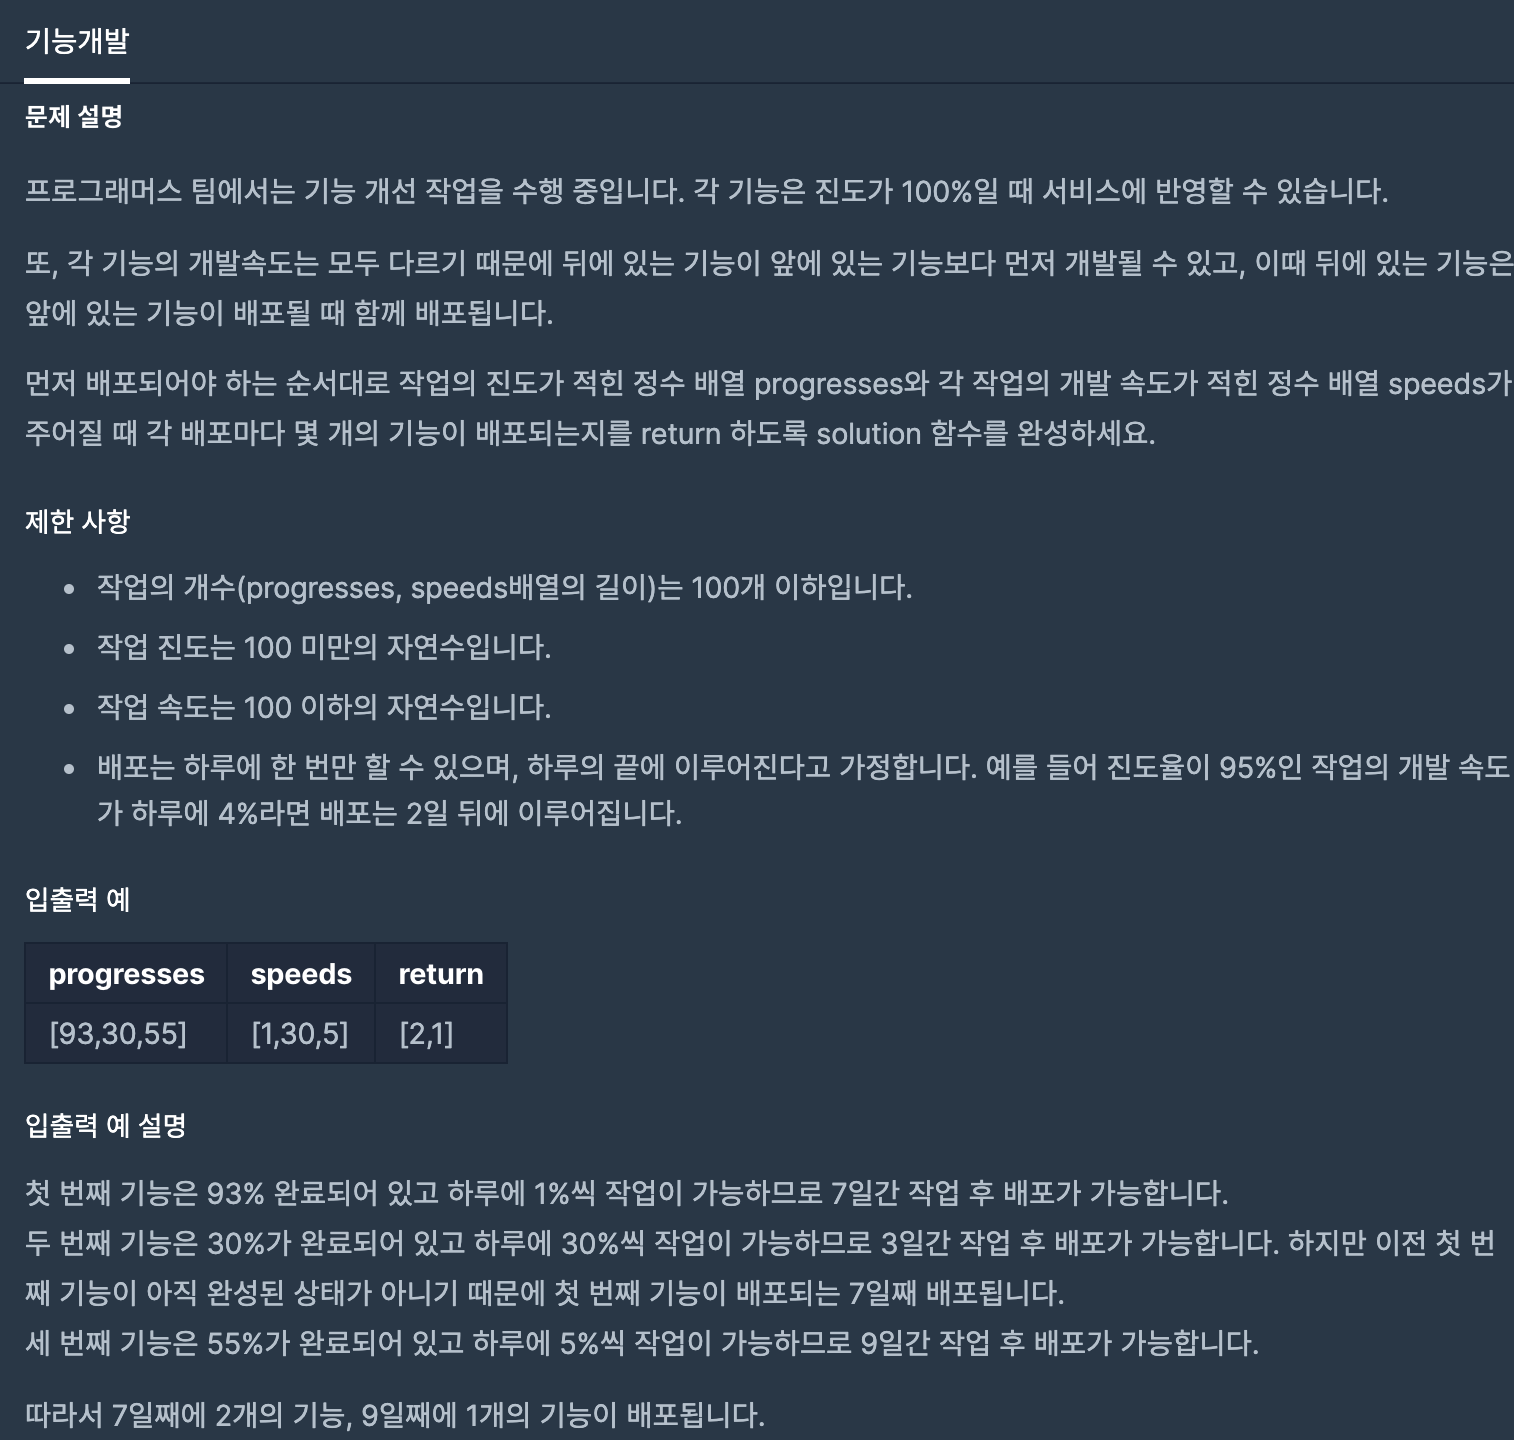 기능개발
문제 설명
프로그래머스 팀에서는 기능 개선 작업을 수행 중입니다. 각 기능은 진도가 100%일 때 서비스에 반영할 수 있습니다.
또, 각 기능의 개발속도는 모두 다르기 때문에 뒤에 있는 기능이 앞에 있는 기능보다 먼저 개발될 수 있고, 이때 뒤에 있는 기능은
앞에 있는 기능이 배포될 때 함께 배포됩니다.
먼저 배포되어야 하는 순서대로 작업의 진도가 적힌 정수 배열 progresses와 각 작업의 개발 속도가 적힌 정수 배열 speeds가
주어질 때 각 배포마다 몇 개의 기능이 배포되는지를 return 하도록 solution 함수를 완성하세요.
제한 사항
• 작업의 개수(progresses, speeds배열의 길이)는 100개 이하입니다.
• 작업 진도는 100 미만의 자연수입니다.
• 작업 속도는 100 이하의 자연수입니다.
• 배포는 하루에 한 번만 할 수 있으며, 하루의 끝에 이루어진다고 가정합니다. 예를 들어 진도율이 95%인 작업의 개발 속도
가 하루에 4%라면 배포는 2일 뒤에 이루어집니다.
입출력 예
progresses speeds return
[93,30,55] [1,30,5] [2,1]
입출력 예 설명
첫 번째 기능은 93% 완료되어 있고 하루에 1%씩 작업이 가능하므로 7일간 작업 후 배포가 가능합니다.
두 번째 기능은 30%가 완료되어 있고 하루에 30%씩 작업이 가능하므로 3일간 작업 후 배포가 가능합니다. 하지만 이전 첫 번
째 기능이 아직 완성된 상태가 아니기 때문에 첫 번째 기능이 배포되는 7일째 배포됩니다.
세 번째 기능은 55%가 완료되어 있고 하루에 5%씩 작업이 가능하므로 9일간 작업 후 배포가 가능합니다.
따라서 7일째에 2개의 기능, 9일째에 1개의 기능이 배포됩니다.